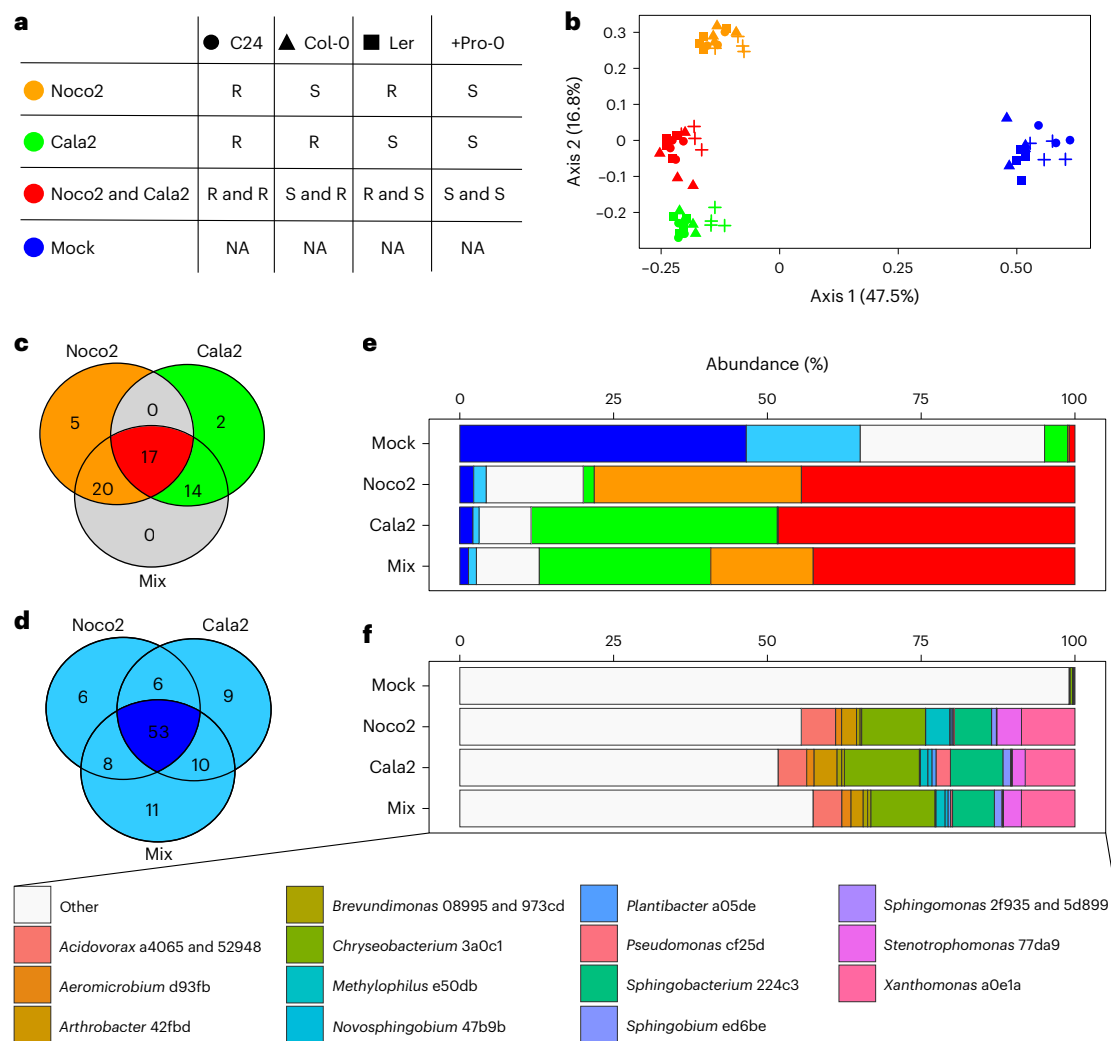 a
C24 Col-0 Ler +Pro-0
Noco2 R S R S
Cala2 R R S S
Noco2 and Cala2 R and R S and R R and S S and S
Mock NA NA NA NA
b
Axis 2 (16.8%)
0.3
0.2
0.1
0
−0.1
−0.2
−0.25 0 0.25 0.50
Axis 1 (47.5%)
c
Noco2 Cala2
0
5 2
17
20 14
0
Mix
d
Noco2 Cala2
6
6 9
53
8 10
11
Mix
e
Abundance (%)
0 25 50 75 100
Mock
Noco2
Cala2
Mix
f
0 25 50 75 100
Mock
Noco2
Cala2
Mix
Other
Acidovorax a4065 and 52948
Aeromicrobium d93fb
Arthrobacter 42fbd
Brevundimonas 08995 and 973cd
Chryseobacterium 3a0c1
Methylophilus e50db
Novosphingobium 47b9b
Plantibacter a05de
Pseudomonas cf25d
Sphingobacterium 224c3
Sphingobium ed6be
Sphingomonas 2f935 and 5d899
Stenotrophomonas 77da9
Xanthomonas a0e1a